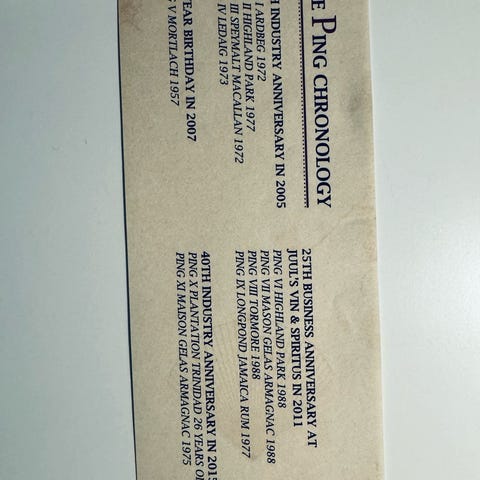 E PING CHRONOLOGY
H INDUSTRY ANNIVERSARY IN 2005
I ARDBEG 1972
II HIGHLAND PARK 1977
III SPEYMALT MACALLAN 1972
IV LEDAIG 1973
YEAR BIRTHDAY IN 2007
G V MORTLACH 1957
25TH BUSINESS ANNIVERSARY AT
JUUL'S VIN & SPIRITUS IN 2011
PING VI HIGHLAND PARK 1988
PING VII MASON GELAS ARMAGNAC 1988
PING VIII TORMORE 1988
PING IX LONGPOND JAMAICA RUM 1977
40TH INDUSTRY ANNIVERSARY IN 2015
PING X PLANTATION TRINIDAD 26 YEARS OL
PING XI MAISON GELAS ARMAGNAC 1975